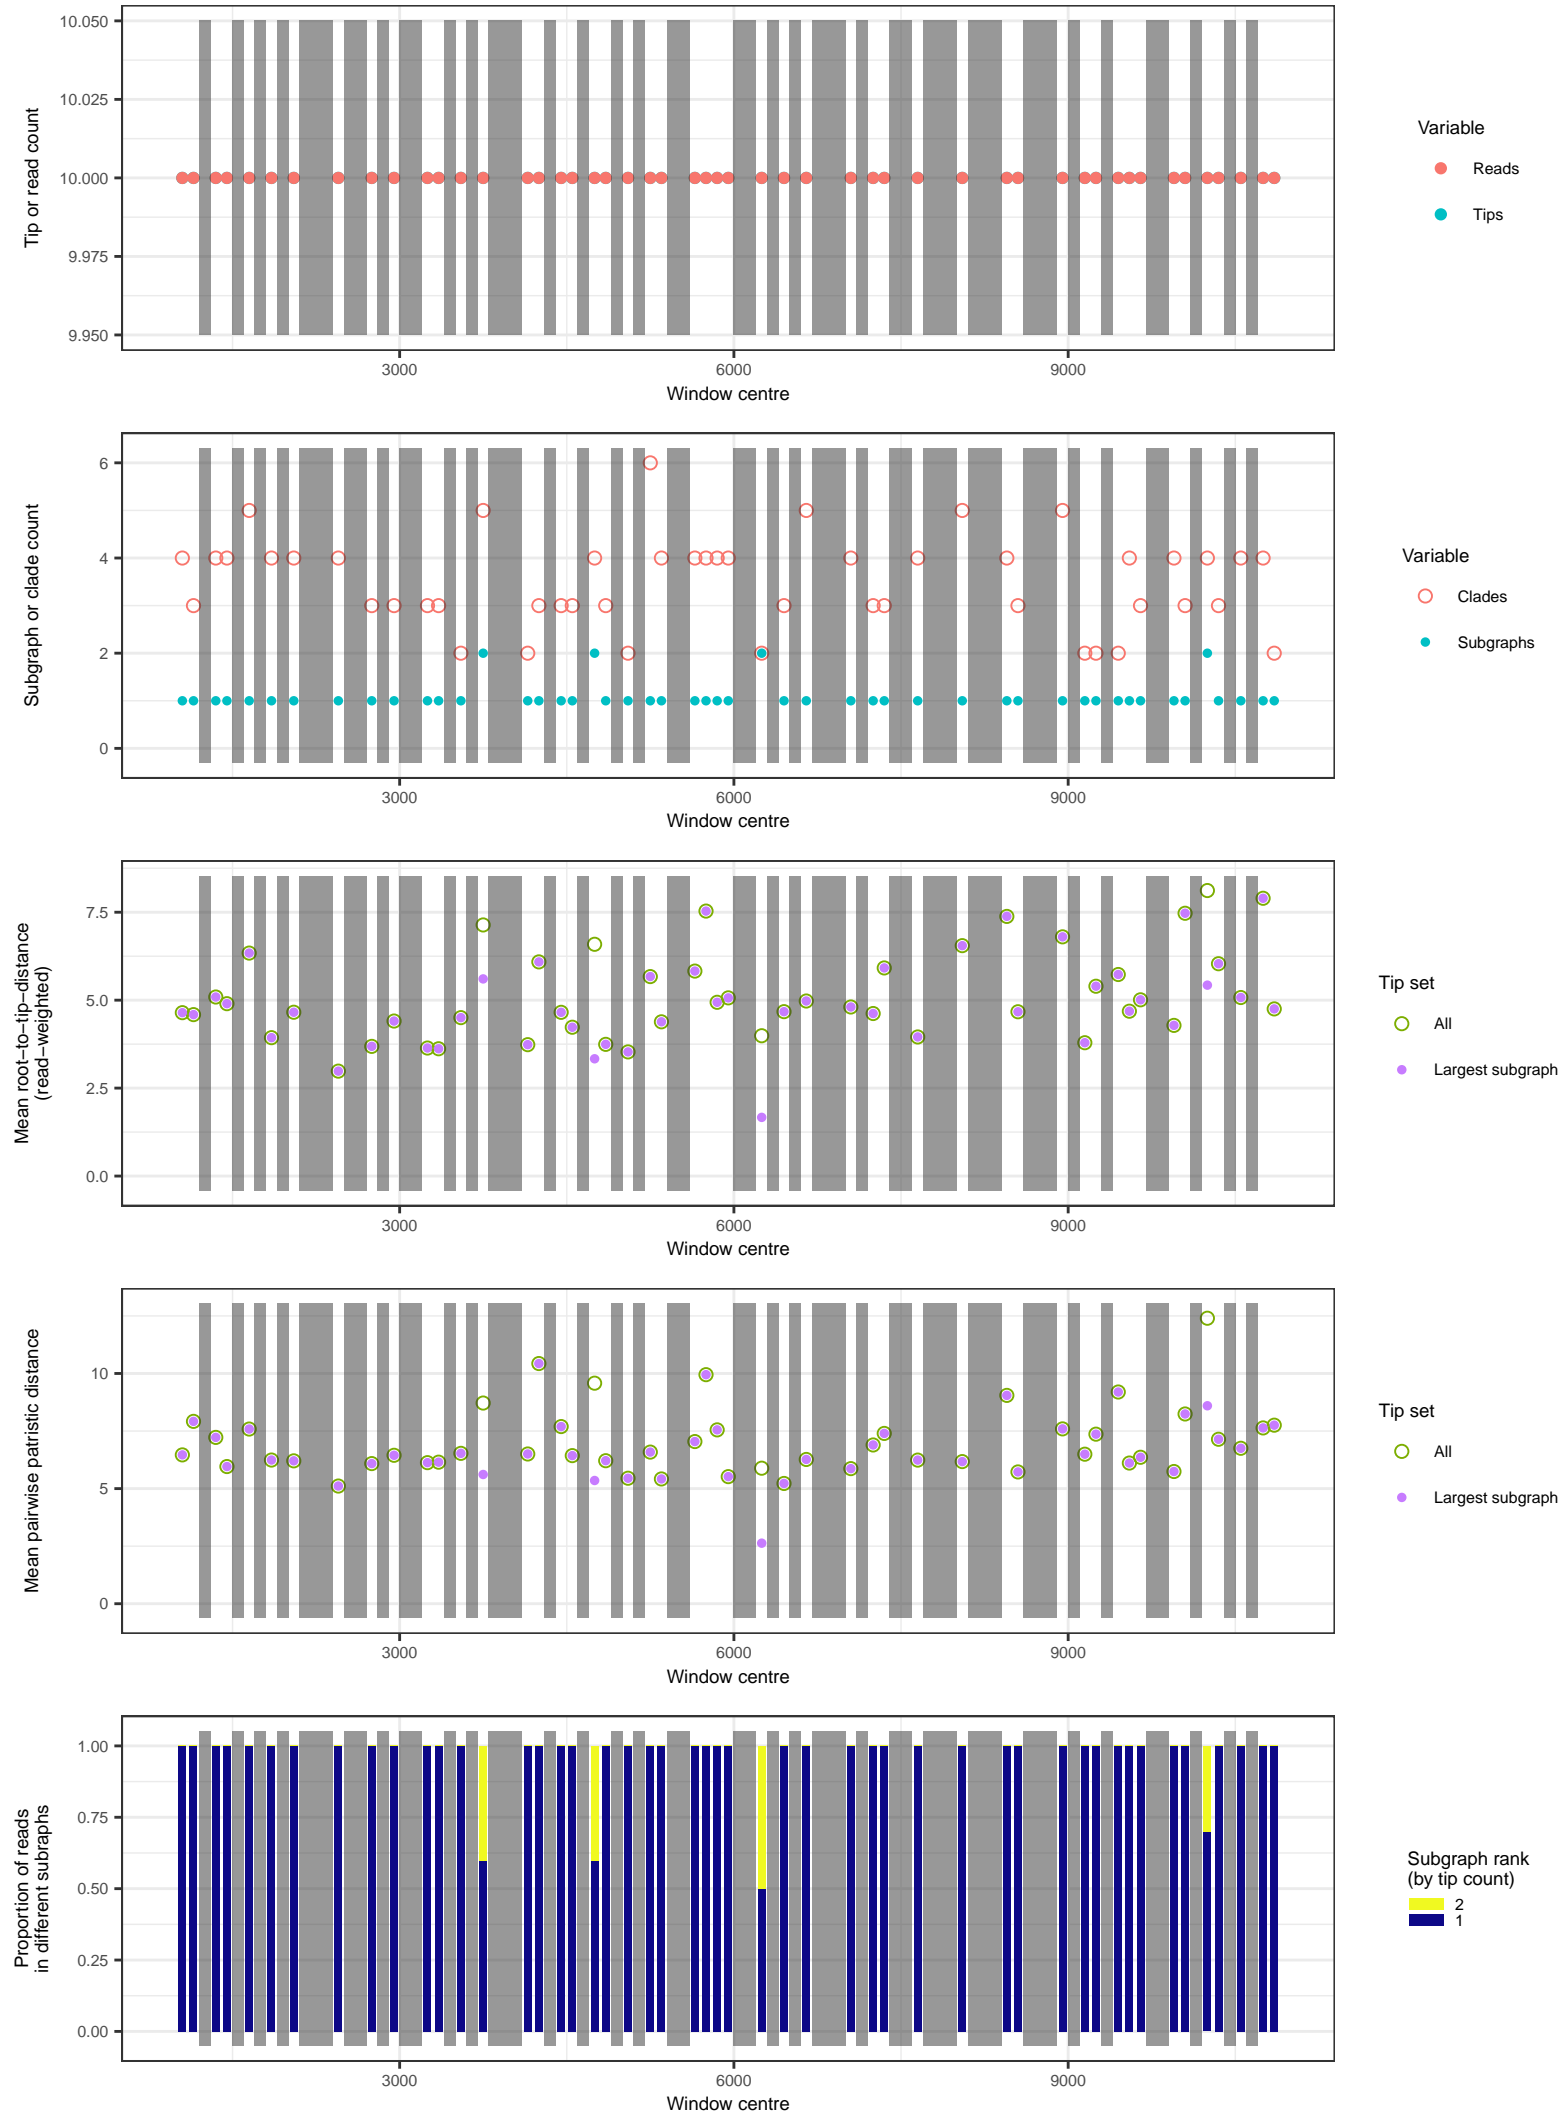 10.050
10.025
10.000
9.975
9.950
Tip or read count
3000
6000
9000
Window centre
Variable
Reads
Tips
6
4
2
0
Subgraph or clade count
3000
6000
9000
Window centre
Variable
Clades
Subgraphs
7.5
5.0
2.5
0.0
Mean root−to−tip−distance
(read−weighted)
3000
6000
9000
Window centre
Tip set
All
Largest subgraph
10
5
0
Mean pairwise patristic distance
3000
6000
9000
Window centre
Tip set
All
Largest subgraph
1.00
0.75
0.50
0.25
0.00
Proportion of reads
in different subraphs
3000
6000
9000
Window centre
Subgraph rank
(by tip count)
2
1